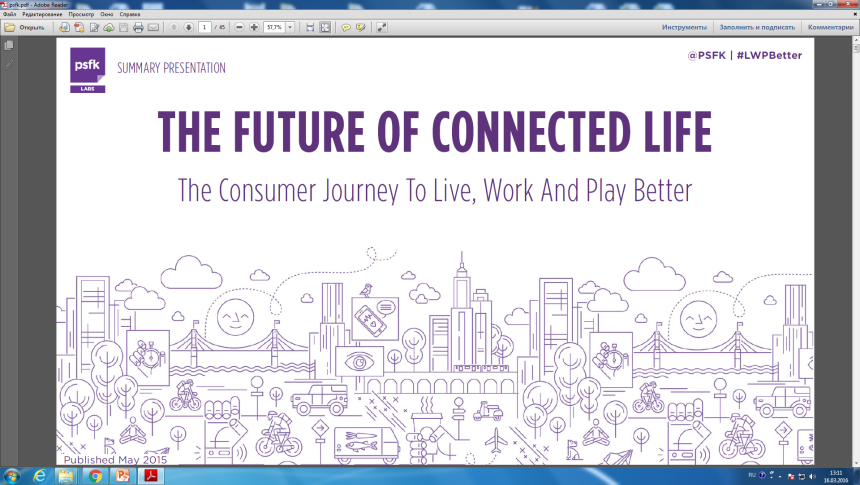 psfk.pdf - Adobe Reader
Файл Редактирование Просмотр Окно Справка
Открыть 1 / 45 57,7% Инструменты Заполнить и подписать Комментарии
psfk
LABS
SUMMARY PRESENTATION
@PSFK | #LWPBetter
THE FUTURE OF CONNECTED LIFE
The Consumer Journey To Live, Work And Play Better
Published May 2015
RU
13:11
16.03.2016